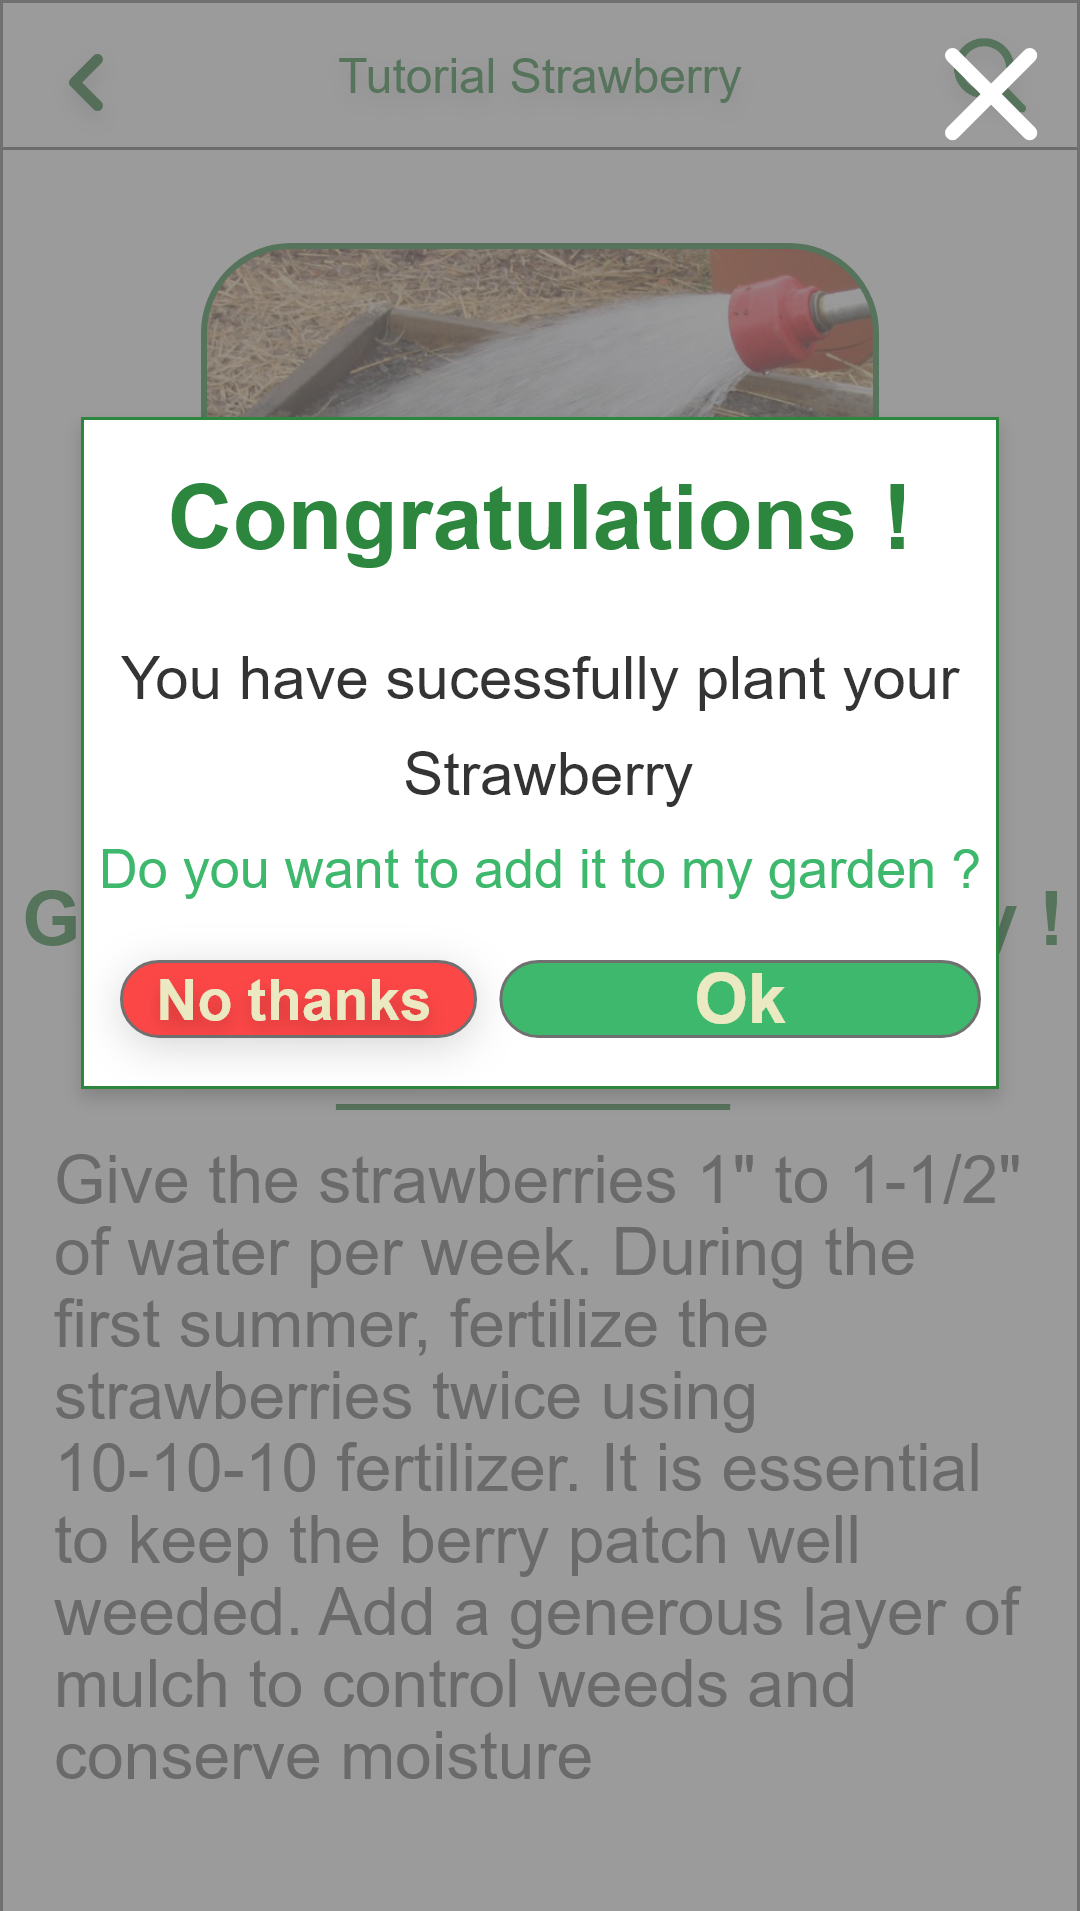 Tutorial Strawberry
Congratulations !
You have sucessfully plant your
Strawberry
Do you want to add it to my garden ?
No thanks
Ok
Give the strawberries 1" to 1-1/2"
of water per week. During the
first summer, fertilize the
strawberries twice using
10-10-10 fertilizer. It is essential
to keep the berry patch well
weeded. Add a generous layer of
mulch to control weeds and
conserve moisture